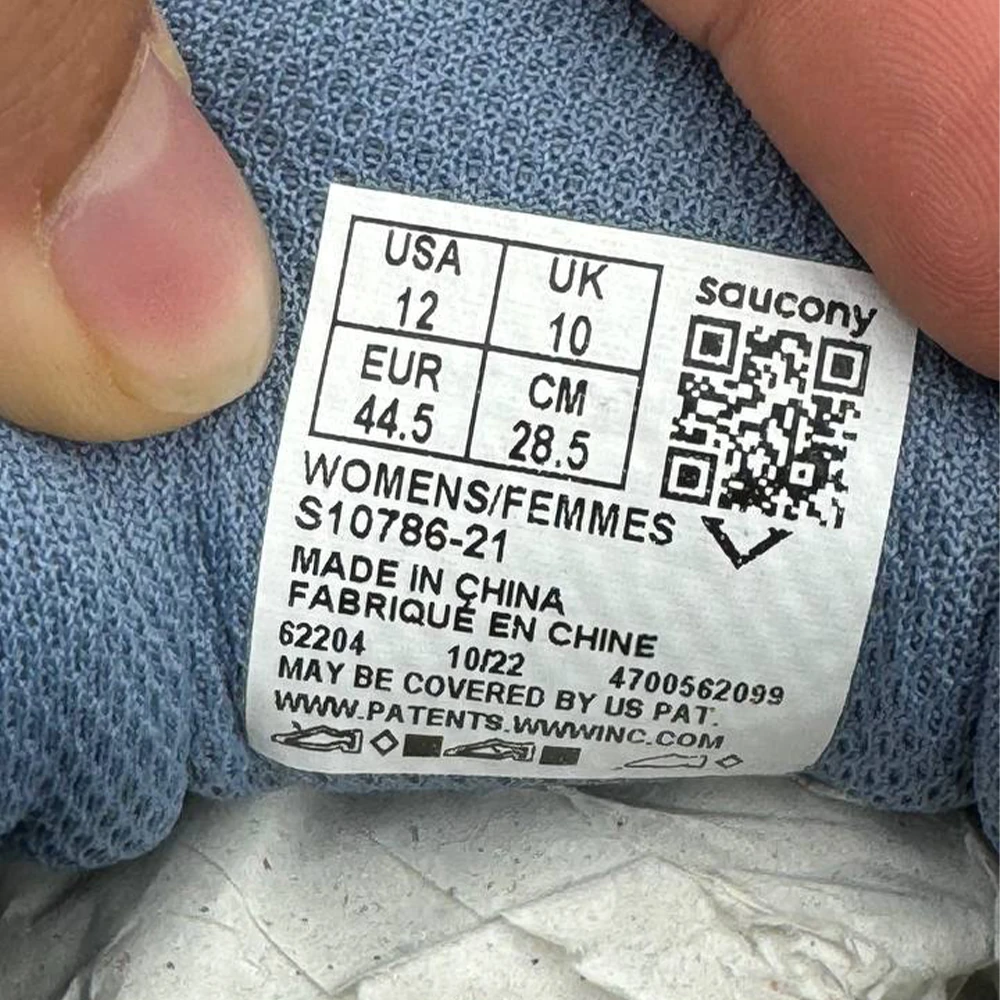 USA
12
UK
10
EUR
44.5
CM
28.5
saucony
WOMENS/FEMMES
S10786-21
MADE IN CHINA
FABRIQUÉ EN CHINE
62204 10/22 4700562099
MAY BE COVERED BY US PAT.
WWW.PATENTS.WWWINC.COM